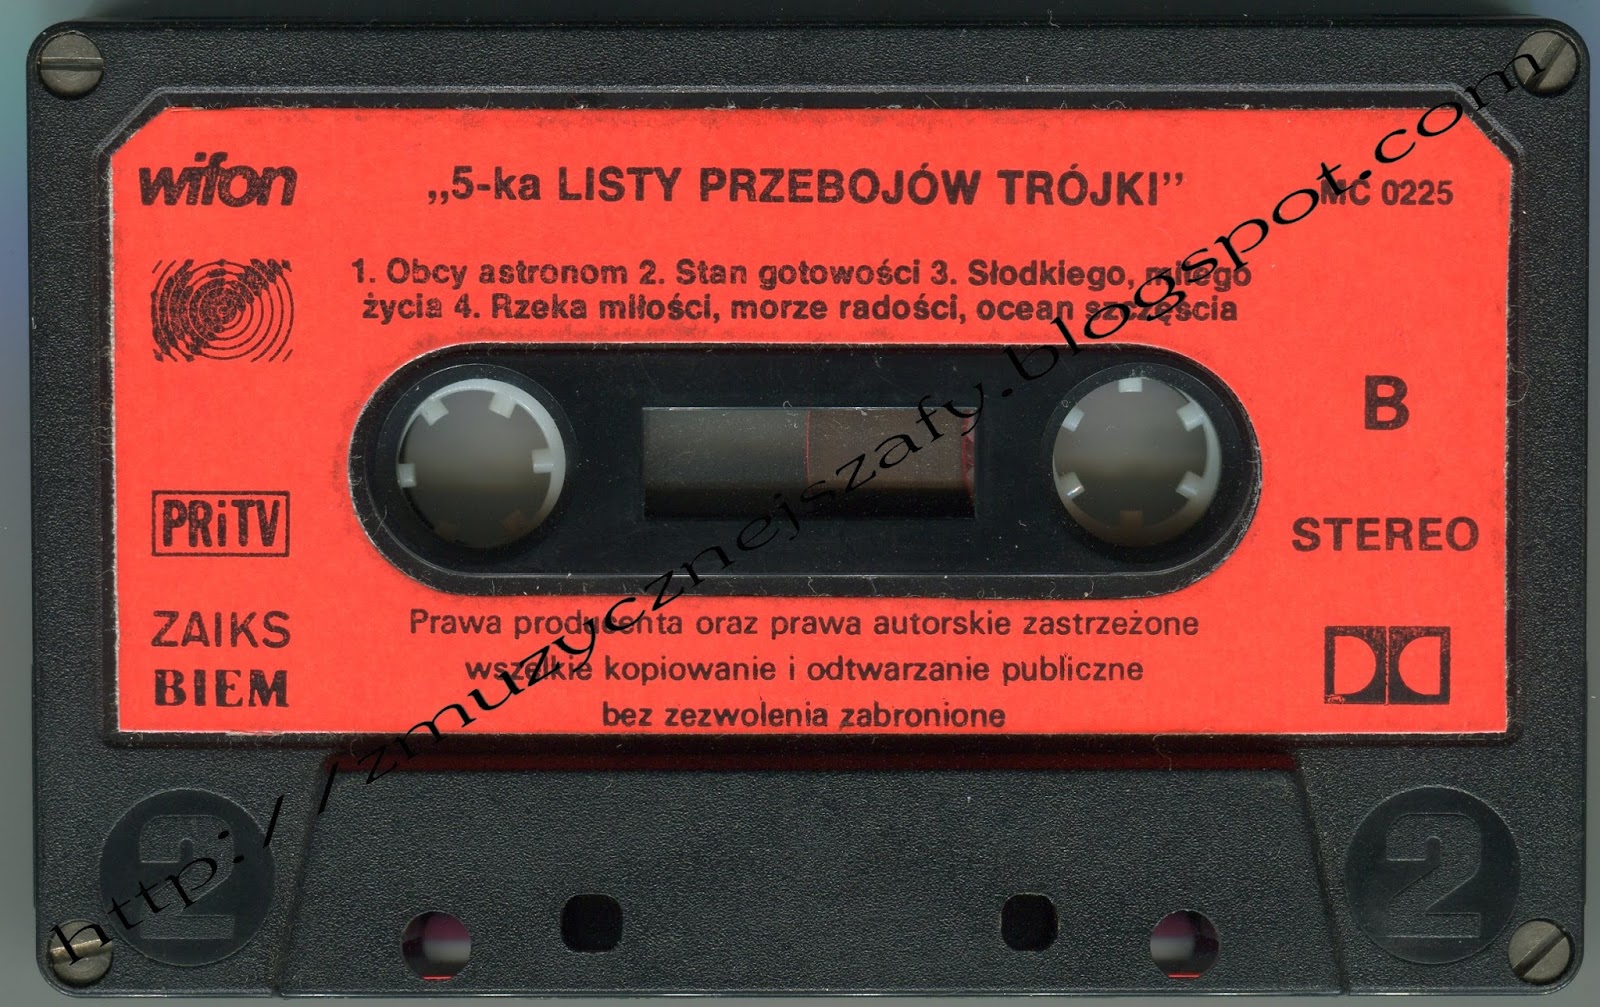 wifon
„5-ka LISTY PRZEBOJÓW TRÓJKI”
MC 0225
1. Obcy astronom 2. Stan gotowości 3. Słodkiego, miłego
życia 4. Rzeka miłości, morze radości, ocean szczęścia
B
PRiTV
STEREO
ZAIKS
BIEM
Prawa producenta oraz prawa autorskie zastrzeżone
wszelkie kopiowanie i odtwarzanie publiczne
bez zezwolenia zabronione
2
2
http://zmuzycznejszafy.blogspot.com